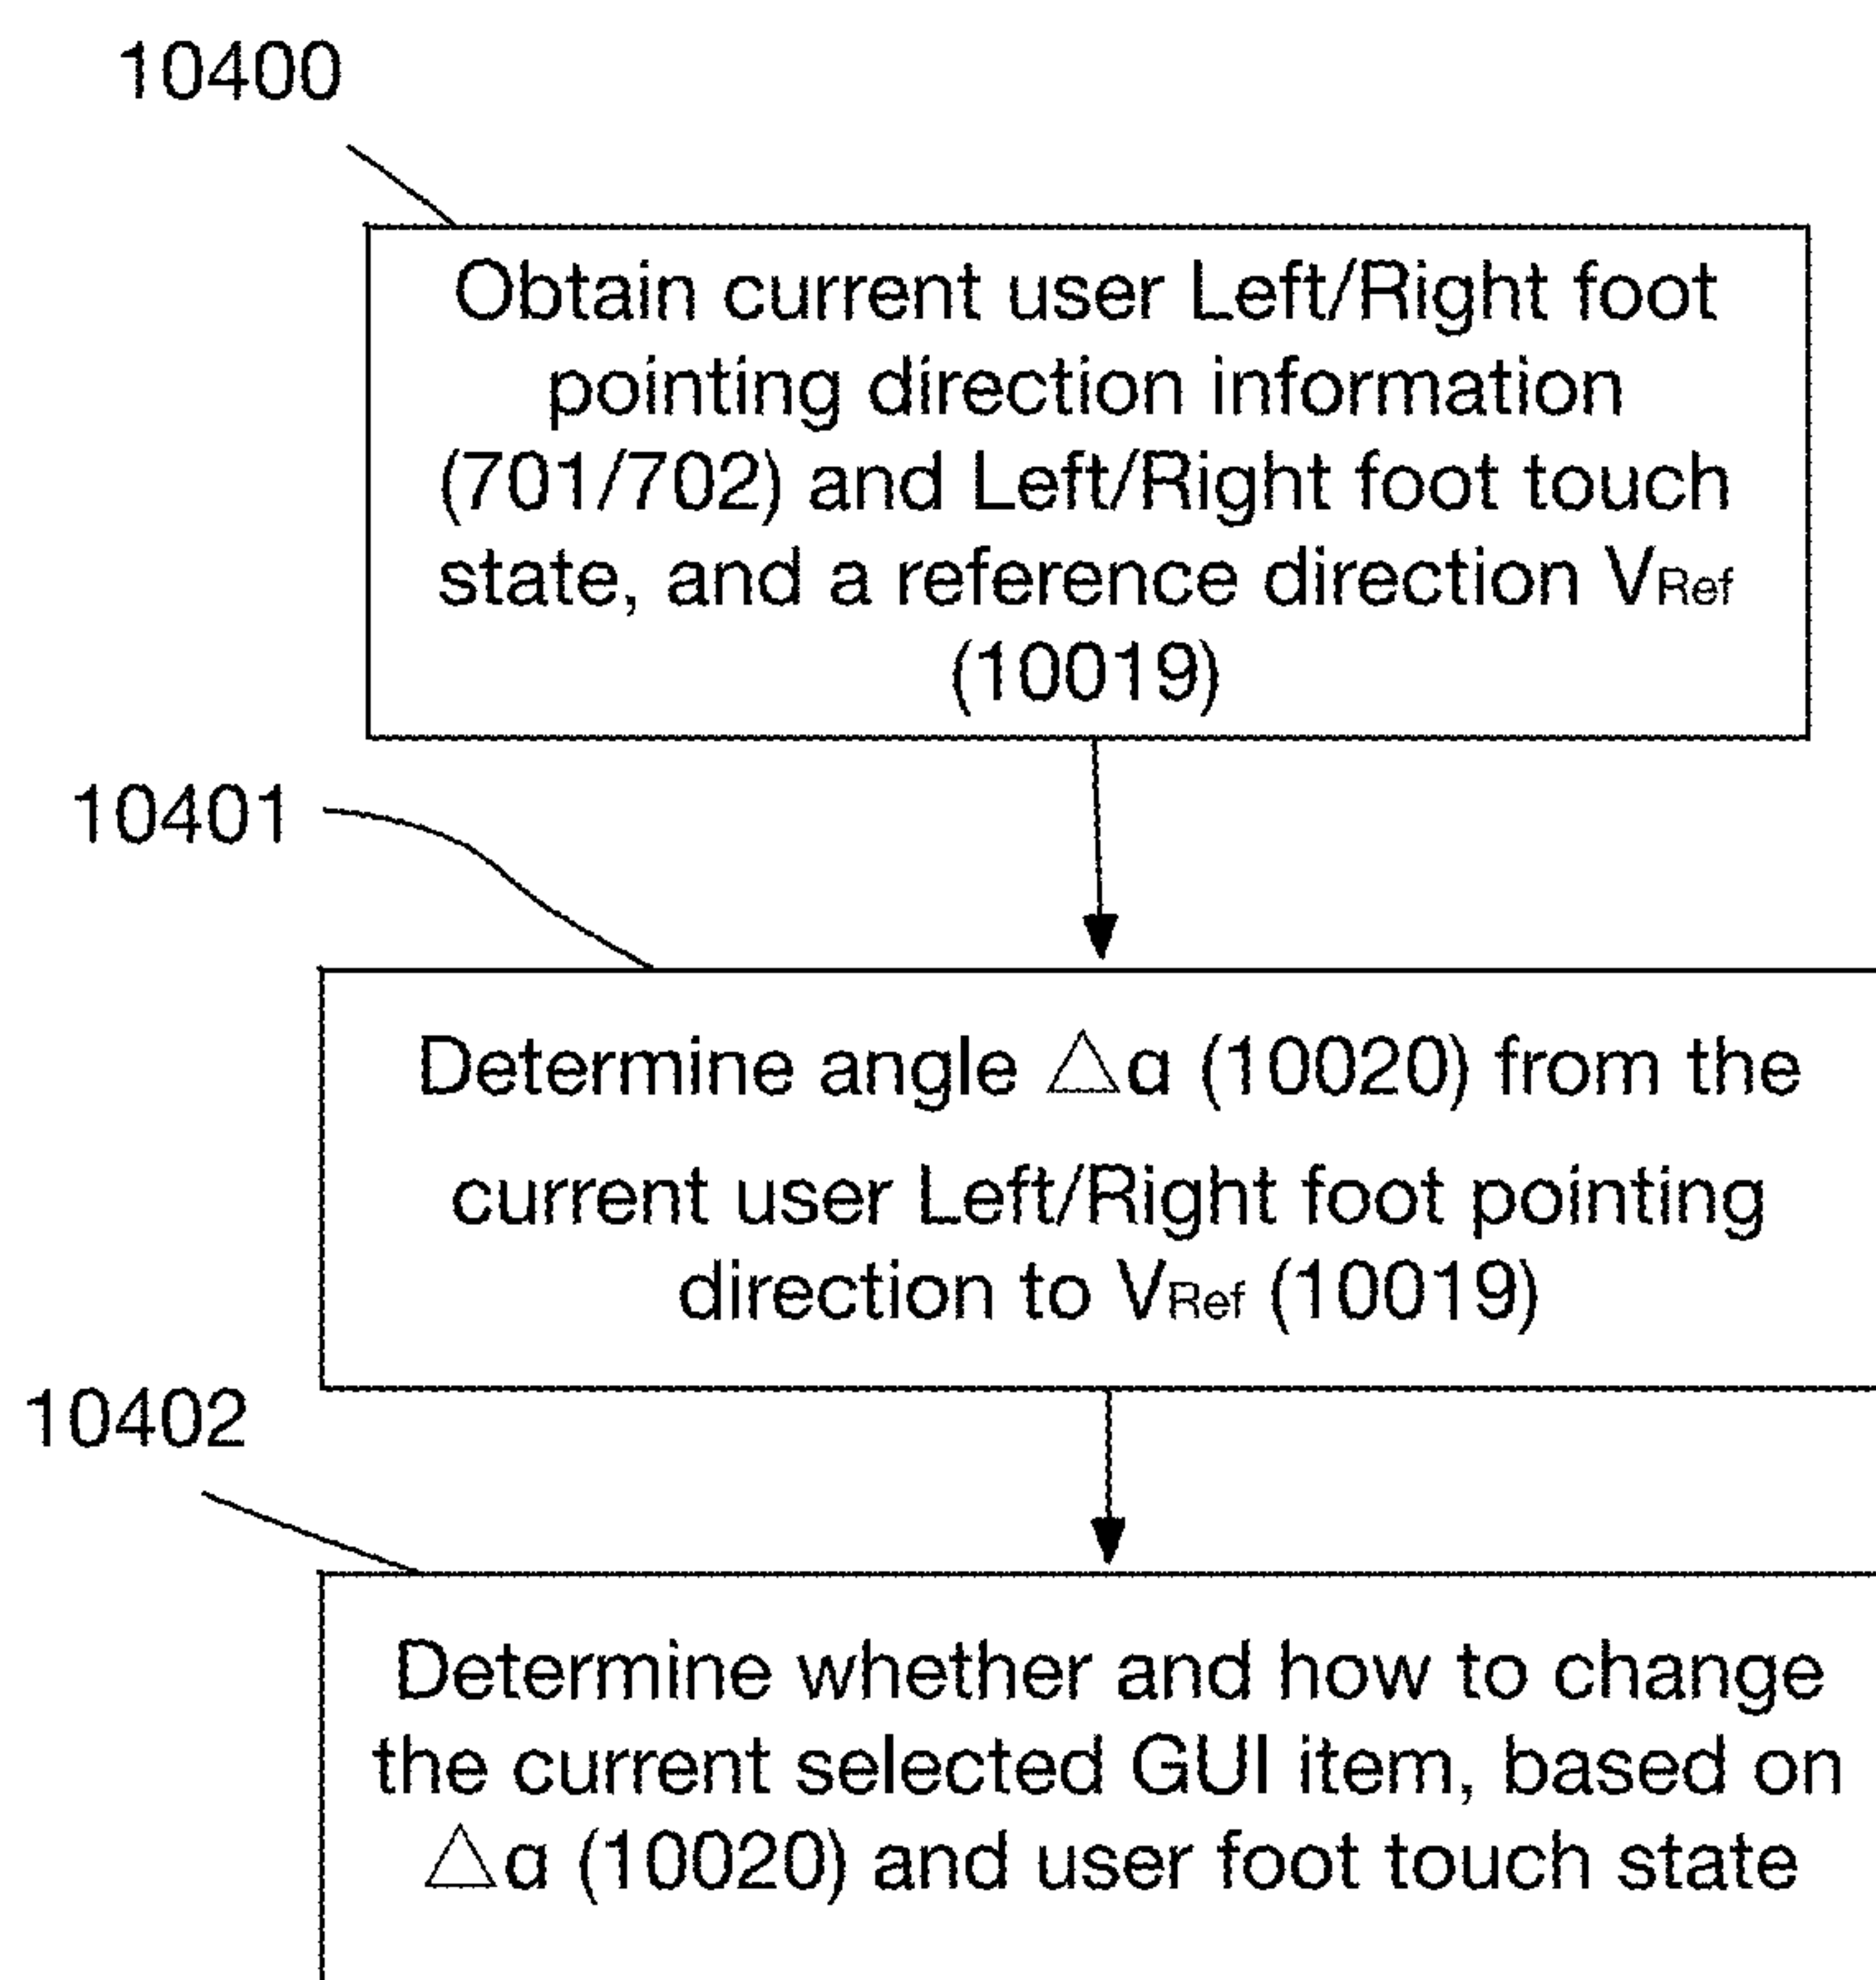 10400
Obtain current user Left/Right foot
pointing direction information
(701/702) and Left/Right foot touch
state, and a reference direction VRef
(10019)
10401
Determine angle △α (10020) from the
current user Left/Right foot pointing
direction to VRef (10019)
10402
Determine whether and how to change
the current selected GUI item, based on
△α (10020) and user foot touch state